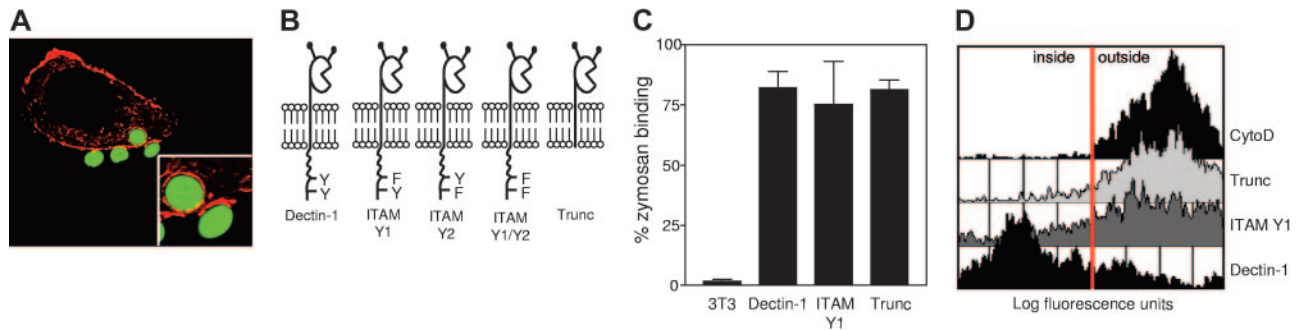 A
B
Y
Y
Dectin-1
F
Y
ITAM
Y1
Y
F
ITAM
Y2
F
F
ITAM
Y1/Y2
Trunc
C
% zymosan binding
100
75
50
25
0
3T3
Dectin-1
ITAM
Y1
Trunc
D
inside outside
CytoD
Trunc
ITAM Y1
Dectin-1
Log fluorescence units